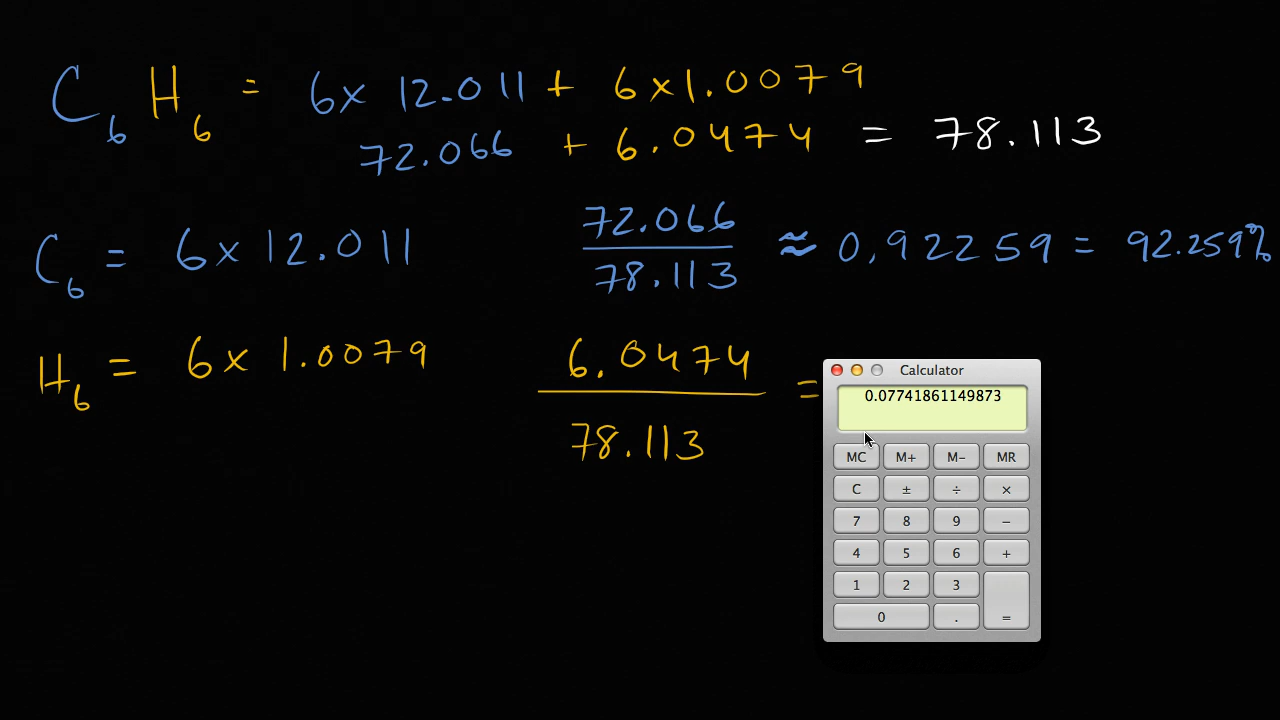 C6 H6 = 6x 12.011 + 6x1.0079
72.066 + 6.0474 = 78.113
C6 = 6x 12.011
72.066
78.113
≈ 0,92259 = 92.259%
H6 = 6x 1.0079
6.0474
78.113
=
Calculator
0.07741861149873
MC M+ M- MR
C ± ÷ ×
7 8 9 −
4 5 6 +
1 2 3
0 . =